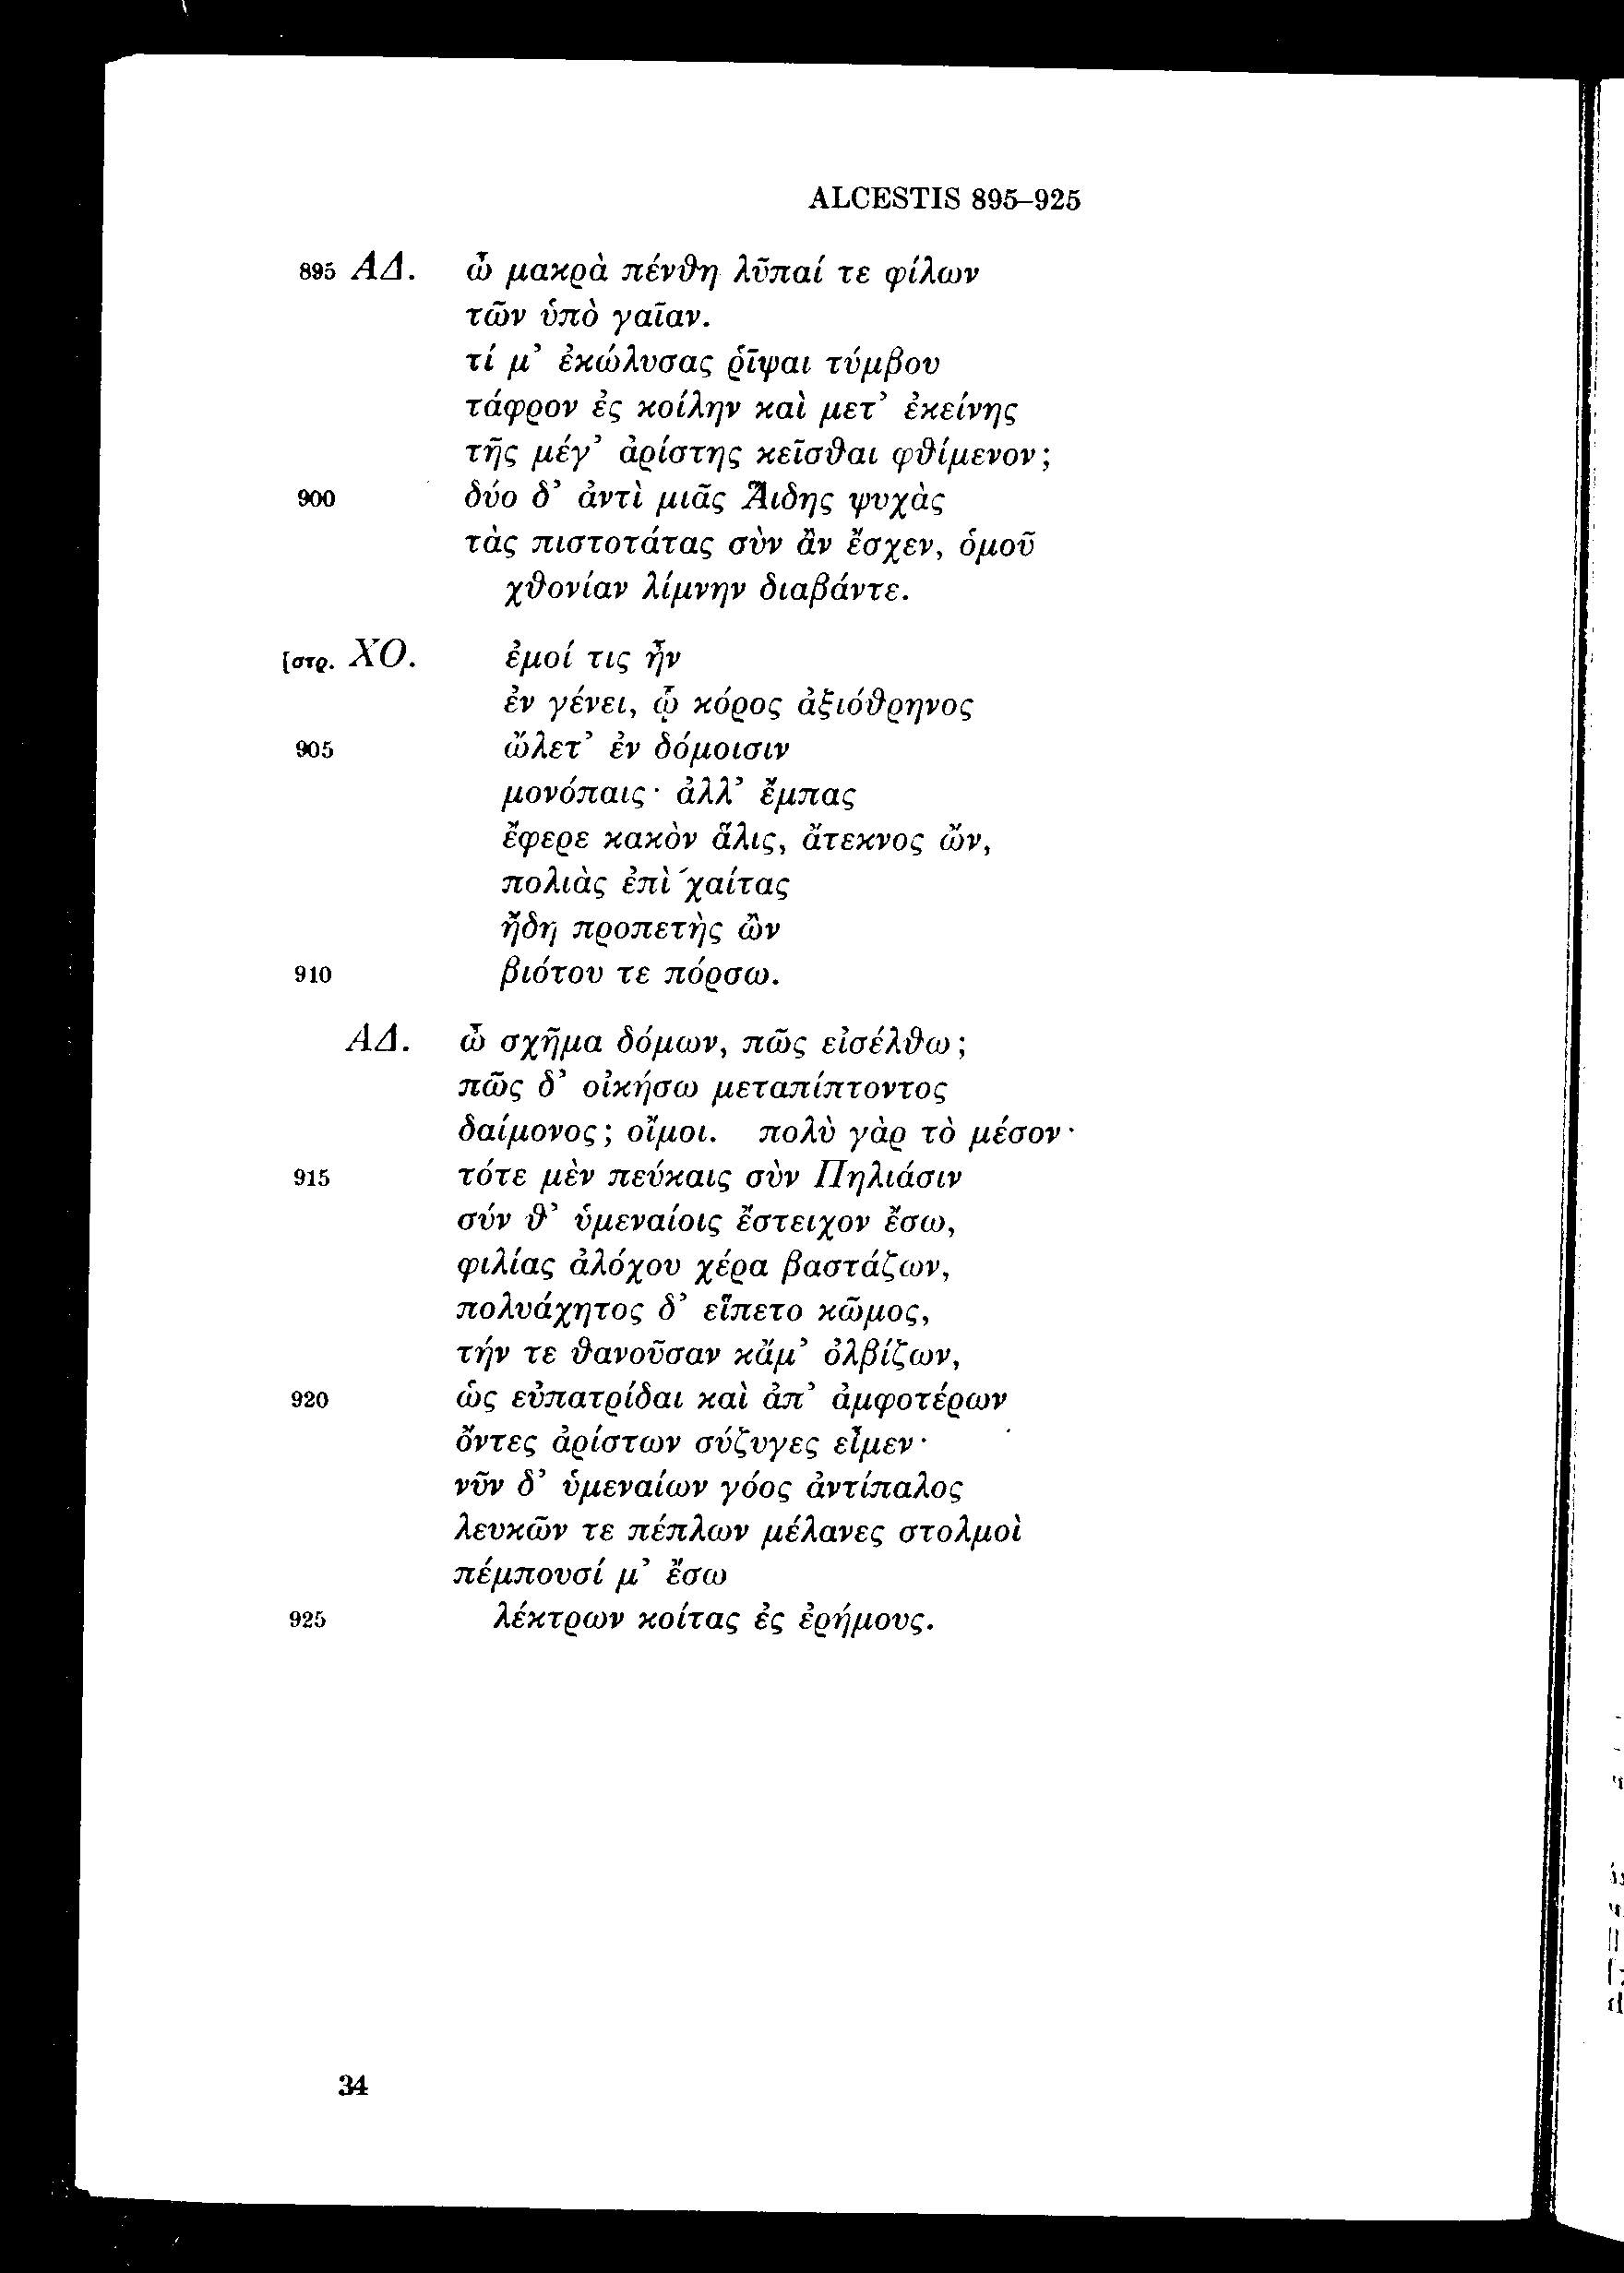 ALCESTIS 895–925
895 ΑΔ. ὦ μακρὰ πένθη λῦπαί τε φίλων
τῶν ὑπὸ γαῖαν.
τί μ’ ἐκώλυσας ῥῖψαι τύμβου
τάφρον ἐς κοίλην καὶ μετ’ ἐκείνης
τῆς μέγ’ ἀρίστης κεῖσθαι φθίμενον;
900 δύο δ’ ἀντὶ μιᾶς Ἅιδης ψυχὰς
τὰς πιστοτάτας σὺν ἂν ἔσχεν, ὁμοῦ
χθονίαν λίμνην διαβάντε.
[στρ. ΧΟ. ἐμοί τις ἦν
ἐν γένει, ᾧ κόρος ἀξιόθρηνος
905 ὤλετ’ ἐν δόμοισιν
μονόπαις· ἀλλ’ ἔμπας
ἔφερε κακὸν ἅλις, ἄτεκνος ὤν,
πολιὰς ἐπὶ χαίτας
ἤδη προπετὴς ὢν
910 βιότου τε πόρσω.
ΑΔ. ὦ σχῆμα δόμων, πῶς εἰσέλθω;
πῶς δ’ οἰκήσω μεταπίπτοντος
δαίμονος; οἴμοι. πολὺ γὰρ τὸ μέσον·
915 τότε μὲν πεύκαις σὺν Πηλιάσιν
σύν θ’ ὑμεναίοις ἔστειχον ἔσω,
φιλίας ἀλόχου χέρα βαστάζων,
πολυάχητος δ’ εἵπετο κῶμος,
τήν τε θανοῦσαν κἄμ’ ὀλβίζων,
920 ὡς εὐπατρίδαι καὶ ἀπ’ ἀμφοτέρων
ὄντες ἀρίστων σύζυγες εἶμεν·
νῦν δ’ ὑμεναίων γόος ἀντίπαλος
λευκῶν τε πέπλων μέλανες στολμοὶ
πέμπουσί μ’ ἔσω
925 λέκτρων κοίτας ἐς ἐρήμους.
34